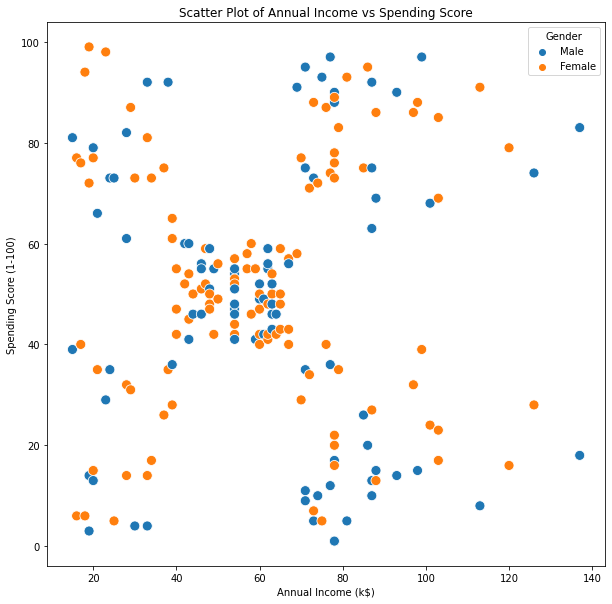 Scatter Plot of Annual Income vs Spending Score
Gender
Male
Female
Spending Score (1-100)
100
80
60
40
20
0
20 40 60 80 100 120 140
Annual Income (k$)